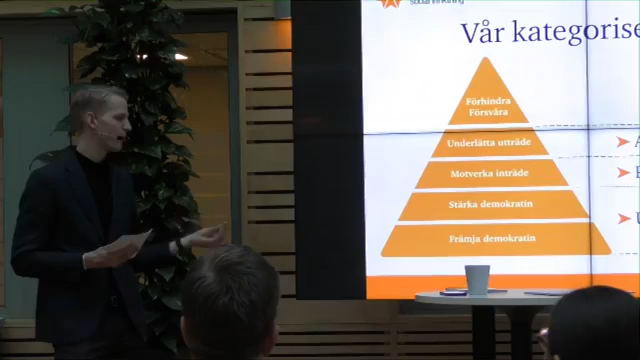 Vår kategorise
Förhindra
Försvåra
Underlätta utträde
Motverka inträde
Stärka demokratin
Främja demokratin